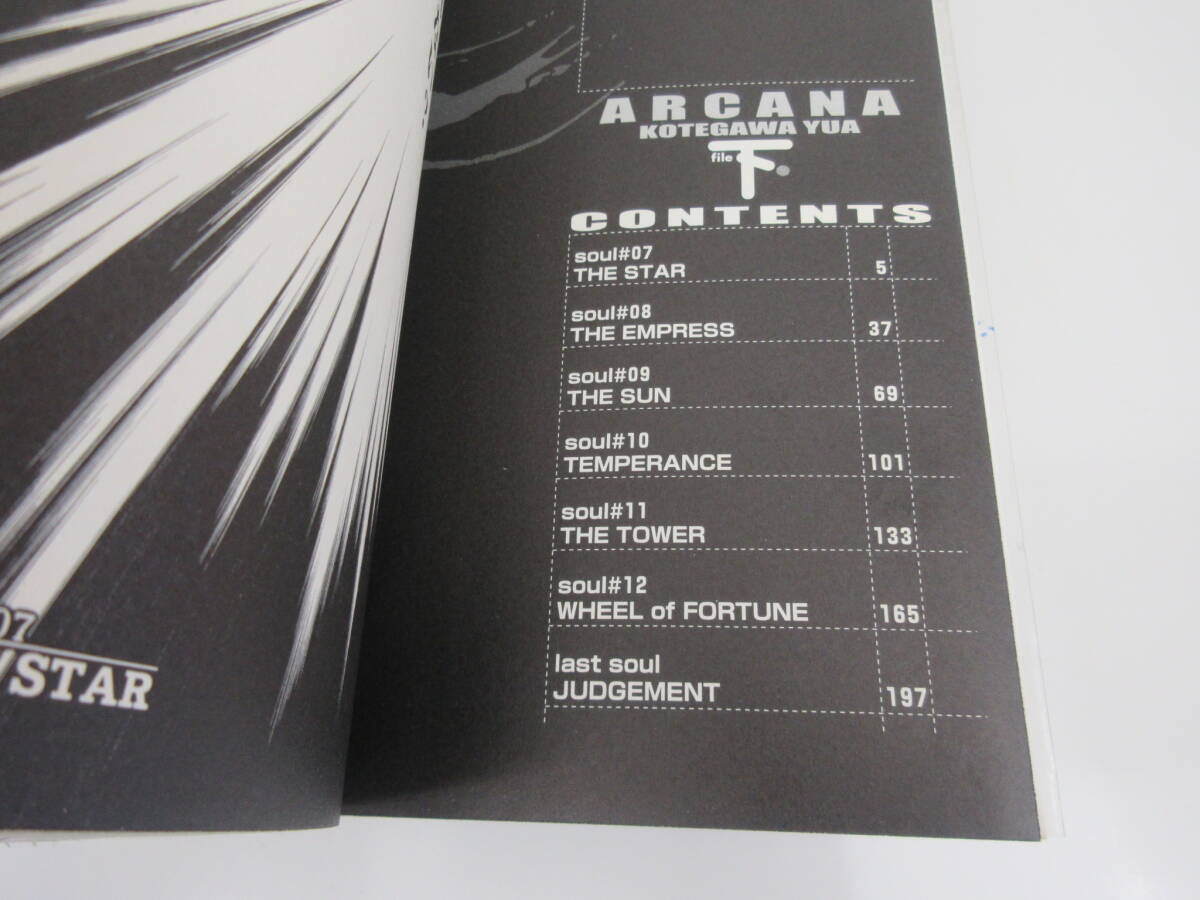 07
/STAR
ARCANA
KOTEGAWA YUA
file 下.
CONTENTS
soul#07
THE STAR 5
soul#08
THE EMPRESS 37
soul#09
THE SUN 69
soul#10
TEMPERANCE 101
soul#11
THE TOWER 133
soul#12
WHEEL of FORTUNE 165
last soul
JUDGEMENT 197